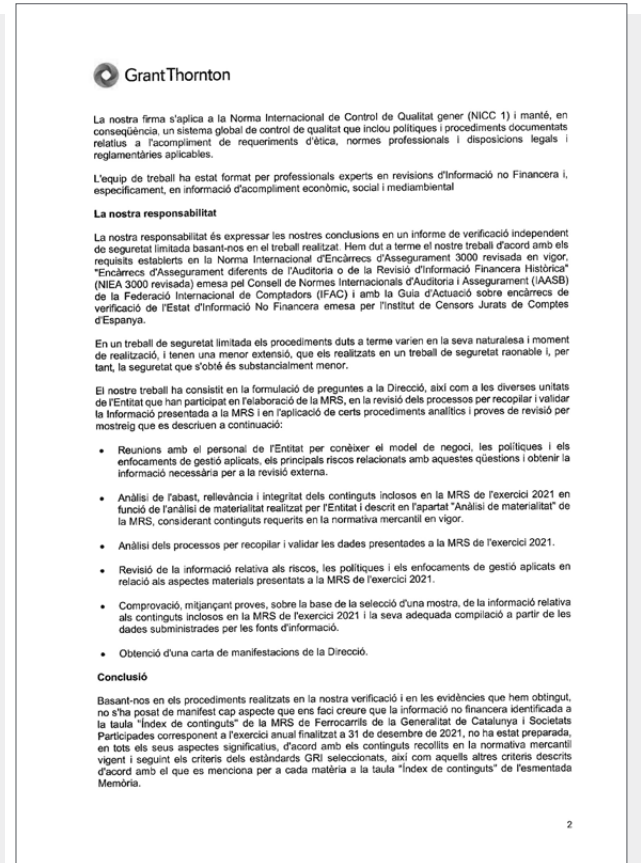 Grant Thornton
La nostra firma s'aplica a la Norma Internacional de Control de Qualitat gener (NICC 1) i manté, en
conseqüència, un sistema global de control de qualitat que inclou polítiques i procediments documentats
relatius a l'acompliment de requeriments d'ètica, normes professionals i disposicions legals i
reglamentàries aplicables.
L'equip de treball ha estat format per professionals experts en revisions d'Informació no Financera i,
específicament, en informació d'acompliment econòmic, social i mediambiental
La nostra responsabilitat
La nostra responsabilitat és expressar les nostres conclusions en un informe de verificació independent
de seguretat limitada basant-nos en el treball realitzat. Hem dut a terme el nostre treball d'acord amb els
requisits establerts en la Norma Internacional d'Encàrrecs d'Assegurament 3000 revisada en vigor,
"Encàrrecs d'Assegurament diferents de l'Auditoria o de la Revisió d'Informació Financera Històrica"
(NIEA 3000 revisada) emesa pel Consell de Normes Internacionals d'Auditoria i Assegurament (IAASB)
de la Federació Internacional de Comptadors (IFAC) i amb la Guia d'Actuació sobre encàrrecs de
verificació de l'Estat d'Informació No Financera emesa per l'Institut de Censors Jurats de Comptes
d'Espanya.
En un treball de seguretat limitada els procediments duts a terme varien en la seva naturalesa i moment
de realització, i tenen una menor extensió, que els realitzats en un treball de seguretat raonable i, per
tant, la seguretat que s'obté és substancialment menor.
El nostre treball ha consistit en la formulació de preguntes a la Direcció, així com a les diverses unitats
de l'Entitat que han participat en l'elaboració de la MRS, en la revisió dels processos per recopilar i validar
la Informació presentada a la MRS i en l'aplicació de certs procediments analítics i proves de revisió per
mostreig que es descriuen a continuació:
• Reunions amb el personal de l'Entitat per conèixer el model de negoci, les polítiques i els
enfocaments de gestió aplicats, els principals riscos relacionats amb aquestes qüestions i obtenir la
informació necessària per a la revisió externa.
• Anàlisi de l'abast, rellevància i integritat dels continguts inclosos en la MRS de l'exercici 2021 en
funció de l'anàlisi de materialitat realitzat per l'Entitat i descrit en l'apartat "Anàlisi de materialitat" de
la MRS, considerant continguts requerits en la normativa mercantil en vigor.
• Anàlisi dels processos per recopilar i validar les dades presentades a la MRS de l'exercici 2021.
• Revisió de la informació relativa als riscos, les polítiques i els enfocaments de gestió aplicats en
relació als aspectes materials presentats a la MRS de l'exercici 2021.
• Comprovació, mitjançant proves, sobre la base de la selecció d'una mostra, de la informació relativa
als continguts inclosos en la MRS de l'exercici 2021 i la seva adequada compilació a partir de les
dades subministrades per les fonts d'informació.
• Obtenció d'una carta de manifestacions de la Direcció.
Conclusió
Basant-nos en els procediments realitzats en la nostra verificació i en les evidències que hem obtingut,
no s'ha posat de manifest cap aspecte que ens faci creure que la informació no financera identificada a
la taula "Índex de continguts" de la MRS de Ferrocarrils de la Generalitat de Catalunya i Societats
Participades corresponent a l'exercici anual finalitzat a 31 de desembre de 2021, no ha estat preparada,
en tots els seus aspectes significatius, d'acord amb els continguts recollits en la normativa mercantil
vigent i seguint els criteris dels estàndards GRI seleccionats, així com aquells altres criteris descrits
d'acord amb el que es menciona per a cada matèria a la taula "Índex de continguts" de l'esmentada
Memòria.
2